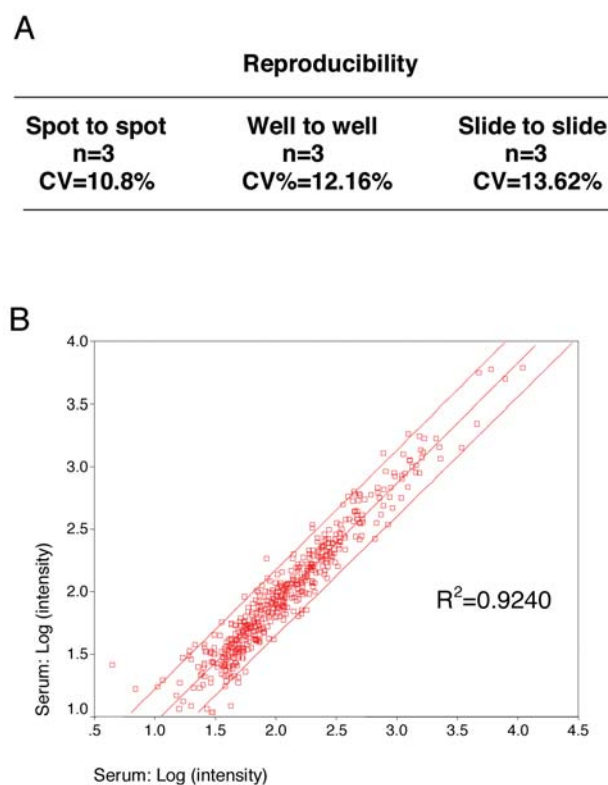 A
Reproducibility
Spot to spot Well to well Slide to slide
n=3 n=3 n=3
CV=10.8% CV%=12.16% CV=13.62%
B
4.0
3.5
3.0
2.5
2.0
1.5
1.0
Serum: Log (intensity)
R²=0.9240
.5 1.0 1.5 2.0 2.5 3.0 3.5 4.0 4.5
Serum: Log (intensity)